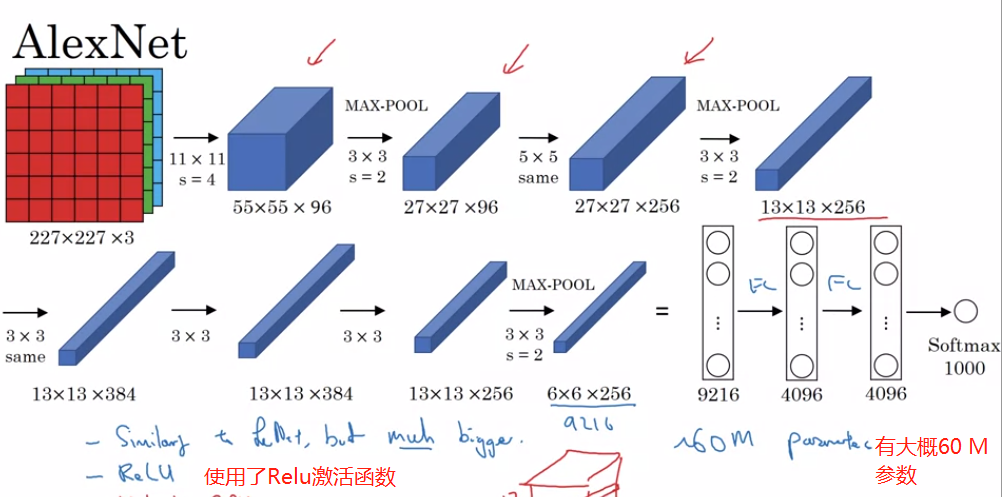 AlexNet
MAX-POOL
MAX-POOL
11 × 11
s = 4
3 × 3
s = 2
5 × 5
same
3 × 3
s = 2
227×227 ×3
55×55 × 96
27×27 ×96
27×27 ×256
13×13 ×256
MAX-POOL
FC
FC
3 × 3
same
3 × 3
3 × 3
3 × 3
s = 2
=
Softmax
1000
13×13 ×384
13×13 ×384
13×13 ×256
6×6 ×256
9216
4096
4096
9216
- Similar to LeNet, but much bigger.
~60M
有大概60 M
参数
- ReLU
使用了Relu激活函数